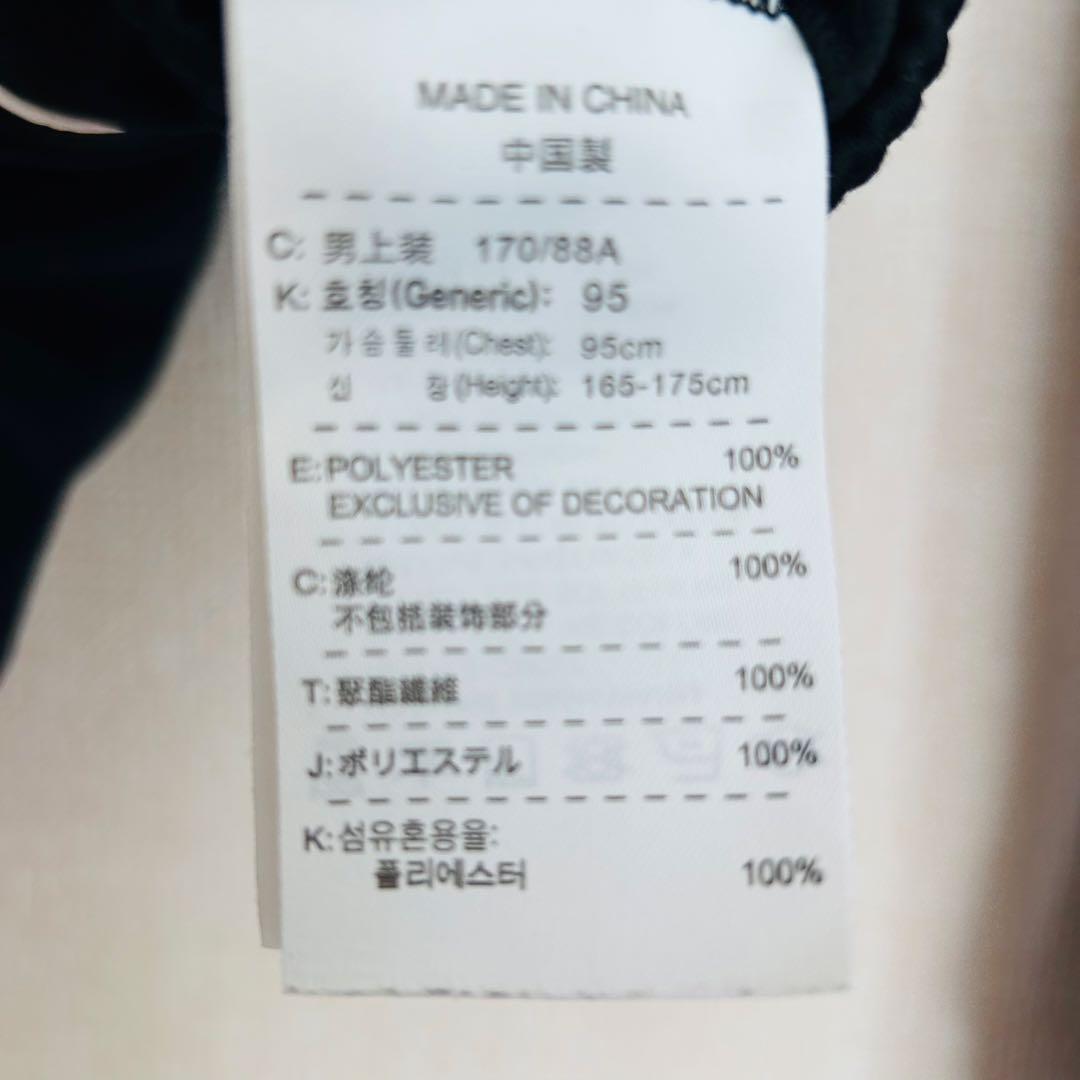 MADE IN CHINA
中国製
C: 男上装 170/88A
K: 호칭(Generic): 95
가슴둘레(Chest): 95cm
신 장(Height): 165-175cm
E:POLYESTER 100%
EXCLUSIVE OF DECORATION
C:涤纶 100%
不包括装饰部分
T:聚酯纖維 100%
J:ポリエステル 100%
K:섬유혼용율:
폴리에스터 100%